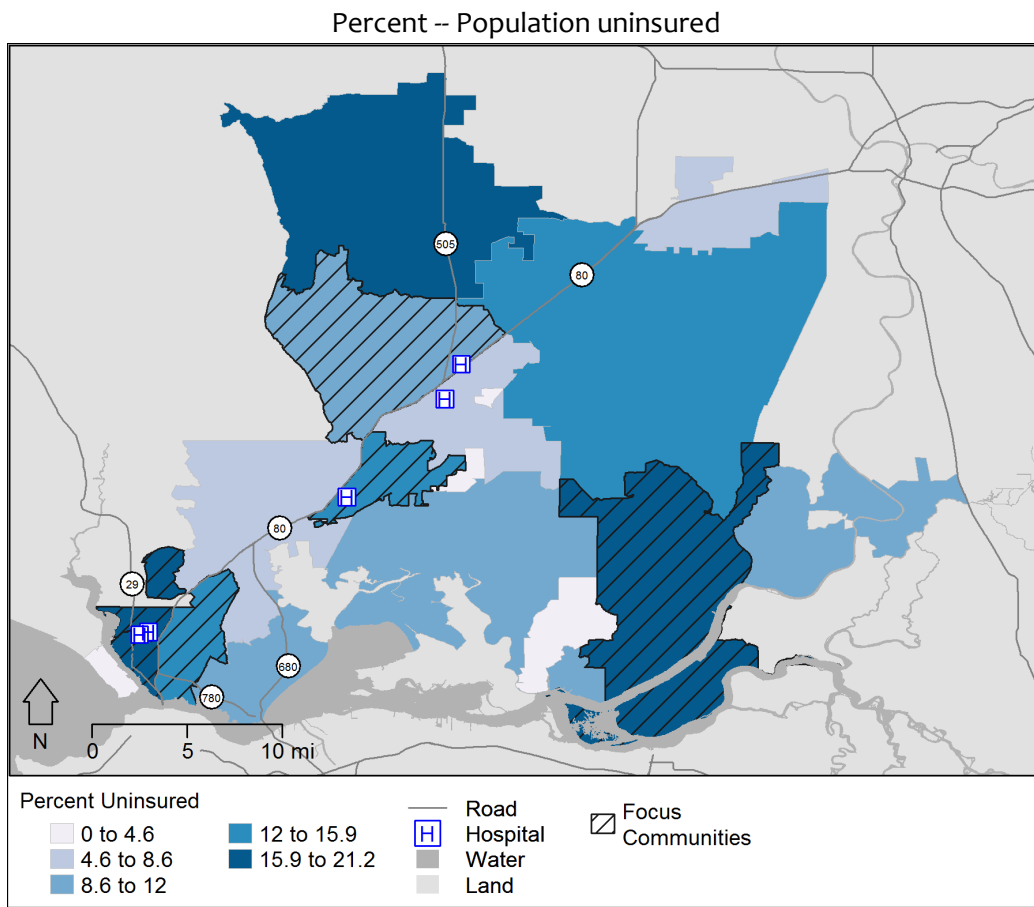 Percent -- Population uninsured
505
80
80
29
680
780
H
H
H
H H
N
0 5 10 mi
Percent Uninsured
0 to 4.6
4.6 to 8.6
8.6 to 12
12 to 15.9
15.9 to 21.2
Road
H Hospital
Water
Land
Focus
Communities